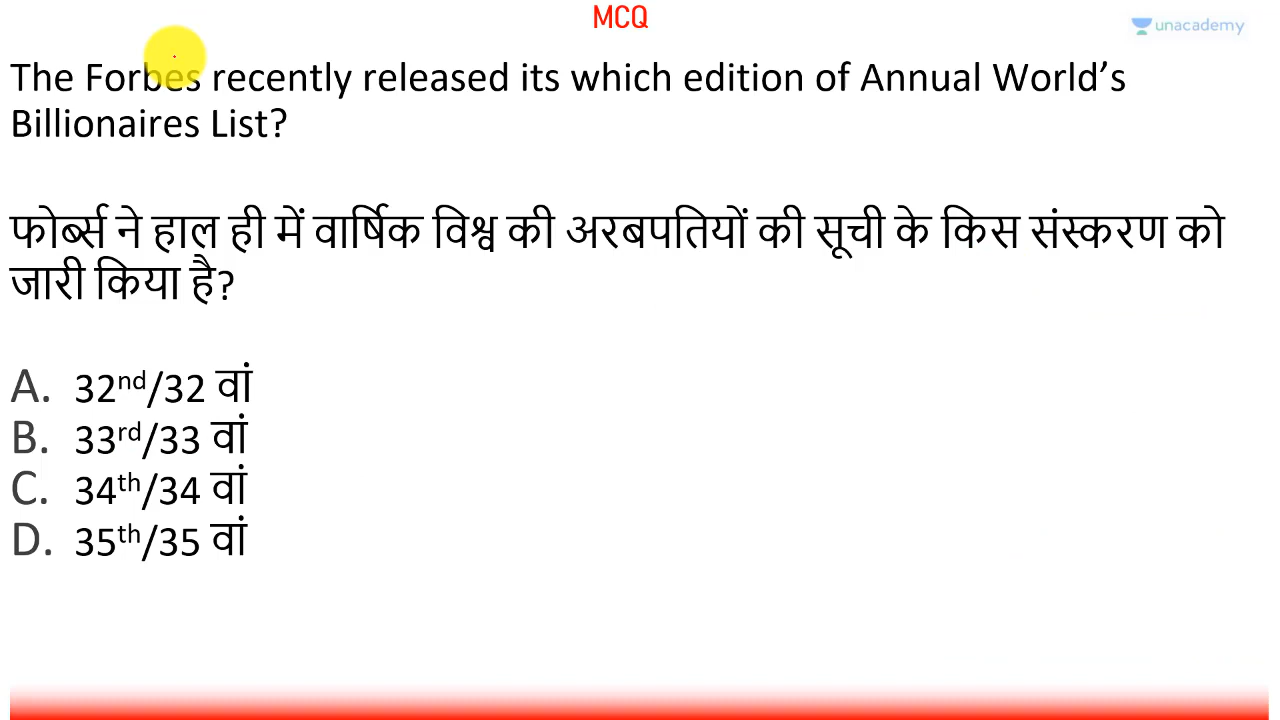 MCQ
unacademy
The Forbes recently released its which edition of Annual World’s
Billionaires List?
फोर्ब्स ने हाल ही में वार्षिक विश्व की अरबपतियों की सूची के किस संस्करण को
जारी किया है?
A. 32nd/32 वां
B. 33rd/33 वां
C. 34th/34 वां
D. 35th/35 वां